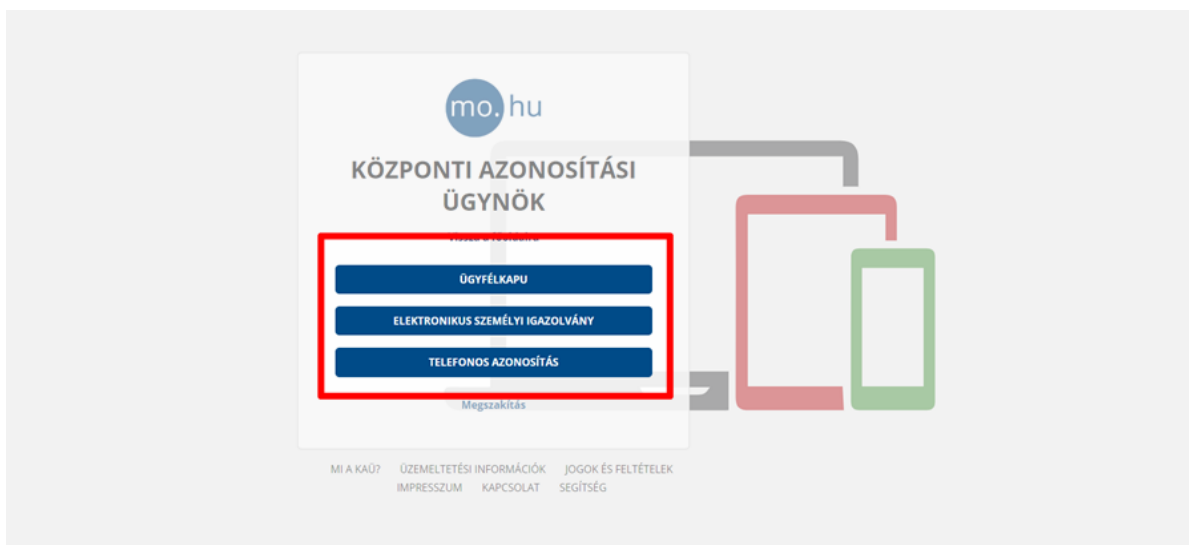 mo.hu
KÖZPONTI AZONOSÍTÁSI
ÜGYNÖK
ÜGYFÉLKAPU
ELEKTRONIKUS SZEMÉLYI IGAZOLVÁNY
TELEFONOS AZONOSÍTÁS
Megszakítás
MI A KAÜ? ÜZEMELTETÉSI INFORMÁCIÓK JOGOK ÉS FELTÉTELEK
IMPRESSZUM KAPCSOLAT SEGÍTSÉG